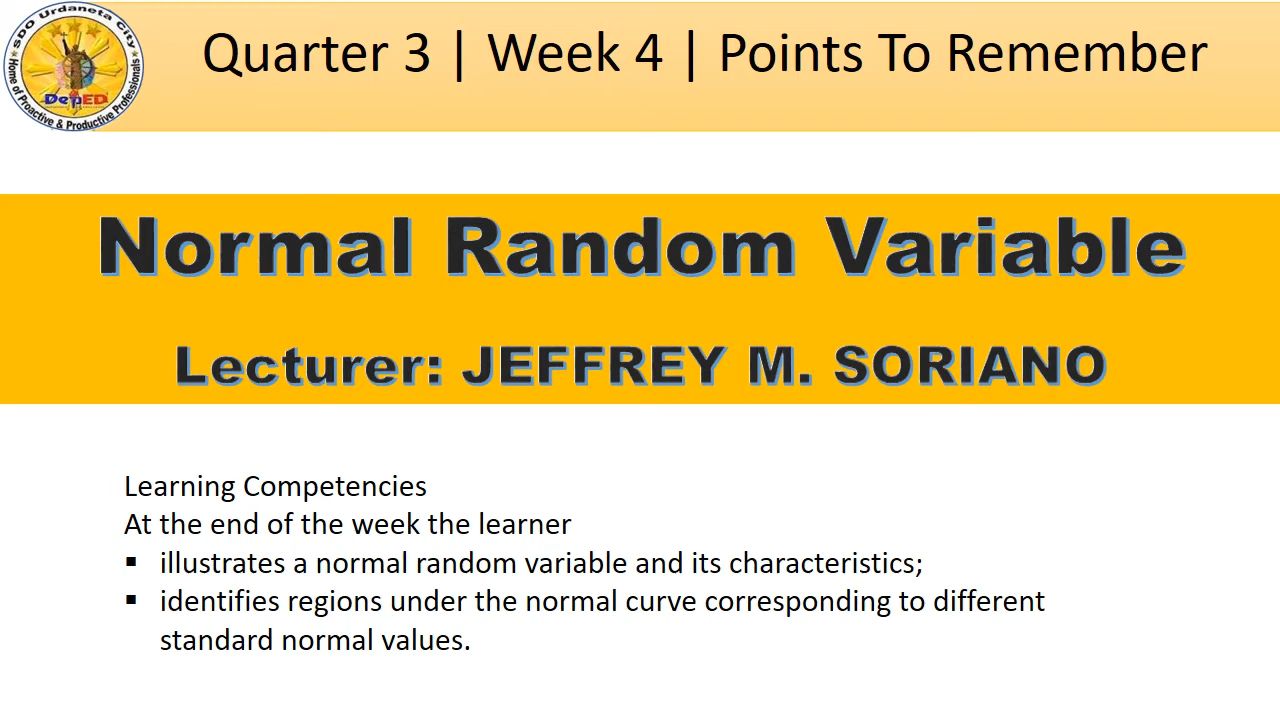 SDO Urdaneta City
DepED
Home of Proactive & Productive Professionals
Quarter 3 | Week 4 | Points To Remember
Normal Random Variable
Lecturer: JEFFREY M. SORIANO
Learning Competencies
At the end of the week the learner
▪ illustrates a normal random variable and its characteristics;
▪ identifies regions under the normal curve corresponding to different
standard normal values.